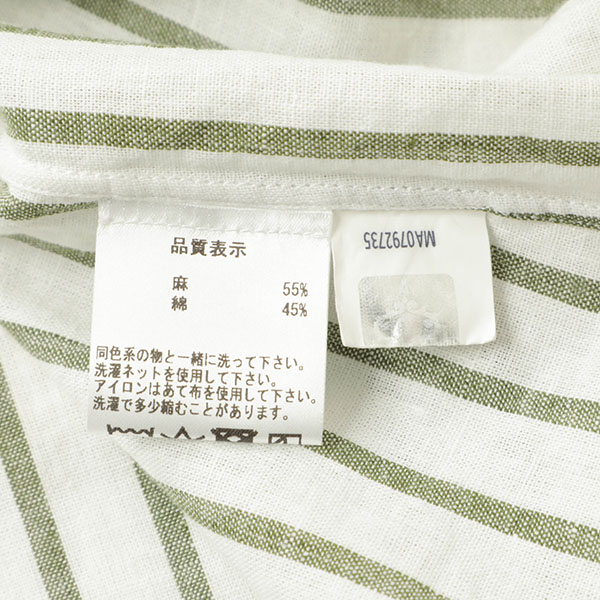 品質表示
麻 55%
綿 45%
同色系の物と一緒に洗って下さい。
洗濯ネットを使用して下さい。
アイロンはあて布を使用して下さい。
洗濯で多少縮むことがあります。
MA0792735